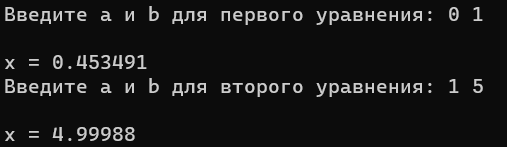 Введите a и b для первого уравнения: 0 1
x = 0.453491
Введите a и b для второго уравнения: 1 5
x = 4.99988